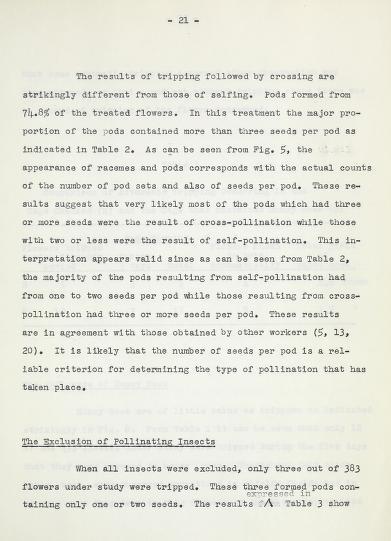 - 21 -
The results of tripping followed by crossing are
strikingly different from those of selfing. Pods formed from
74.8% of the treated flowers. In this treatment the major pro-
portion of the pods contained more than three seeds per pod as
indicated in Table 2. As can be seen from Fig. 5, the
appearance of racemes and pods corresponds with the actual counts
of the number of pod sets and also of seeds per pod. These re-
sults suggest that very likely most of the pods which had three
or more seeds were the result of cross-pollination while those
with two or less were the result of self-pollination. This in-
terpretation appears valid since as can be seen from Table 2,
the majority of the pods resulting from self-pollination had
from one to two seeds per pod while those resulting from cross-
pollination had three or more seeds per pod. These results
are in agreement with those obtained by other workers (5, 13,
20). It is likely that the number of seeds per pod is a rel-
iable criterion for determining the type of pollination that has
taken place.
The Exclusion of Pollinating Insects
When all insects were excluded, only three out of 383
flowers under study were tripped. These three formed pods con-
expressed in
taining only one or two seeds. The results Λ Table 3 show